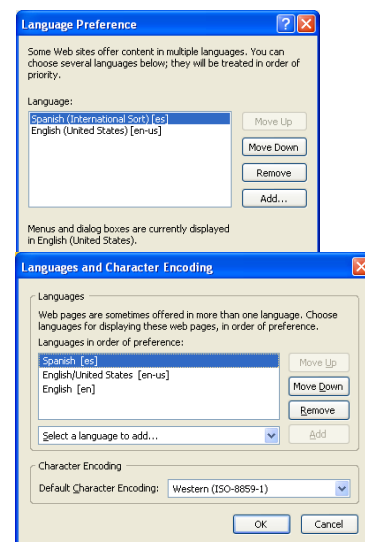 Language Preference
Some Web sites offer content in multiple languages. You can
choose several languages below; they will be treated in order of
priority.
Language:
Spanish (International Sort) [es]
English (United States) [en-us]
Move Up
Move Down
Remove
Add...
Menus and dialog boxes are currently displayed
in English (United States).
Languages and Character Encoding
Languages
Web pages are sometimes offered in more than one language. Choose
languages for displaying these web pages, in order of preference.
Languages in order of preference:
Spanish [es]
English/United States [en-us]
English [en]
Move Up
Move Down
Remove
Select a language to add...
Add
Character Encoding
Default Character Encoding:
Western (ISO-8859-1)
OK
Cancel